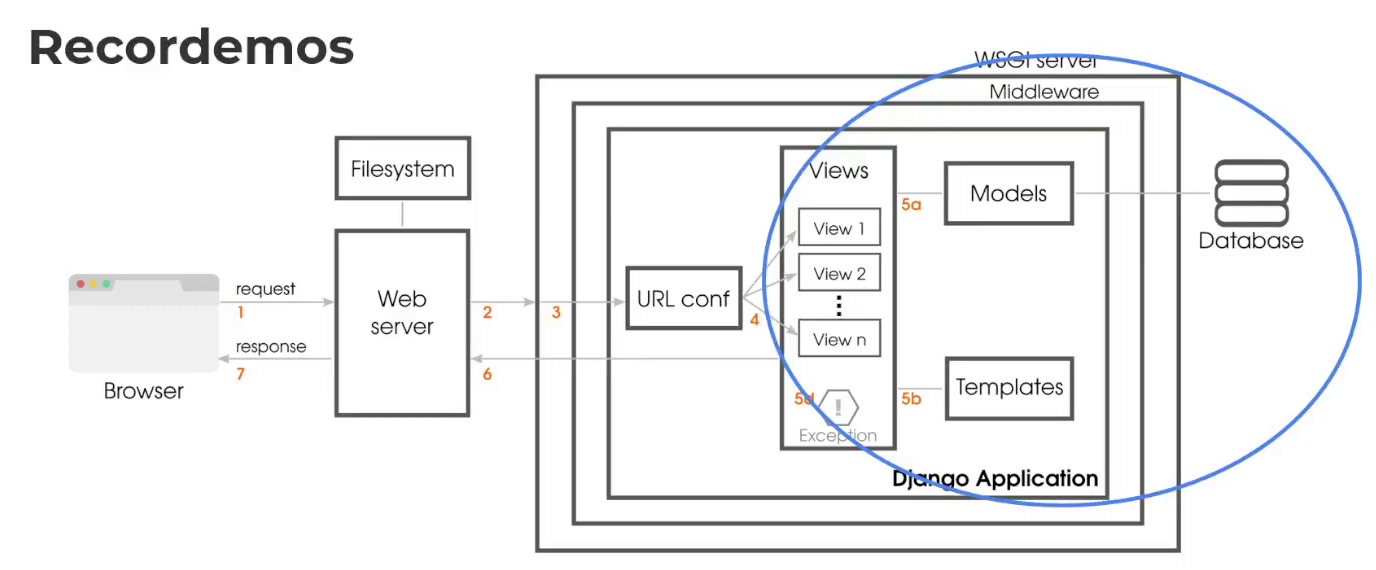 Recordemos
WSGI server
Middleware
Filesystem
Views
Models
5a
View 1
Database
View 2
request
1
Web
server
2
3
URL conf
4
View n
response
7
6
Browser
5d
!
Exception
5b
Templates
Django Application